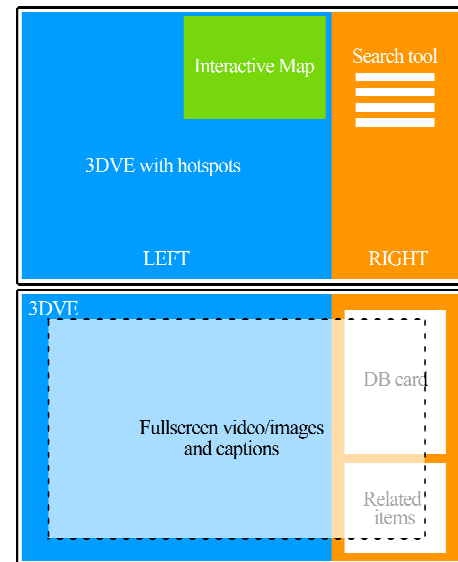 Interactive Map
Search tool
3DVE with hotspots
LEFT
RIGHT
3DVE
DB card
Fullscreen video/images
and captions
Related
items